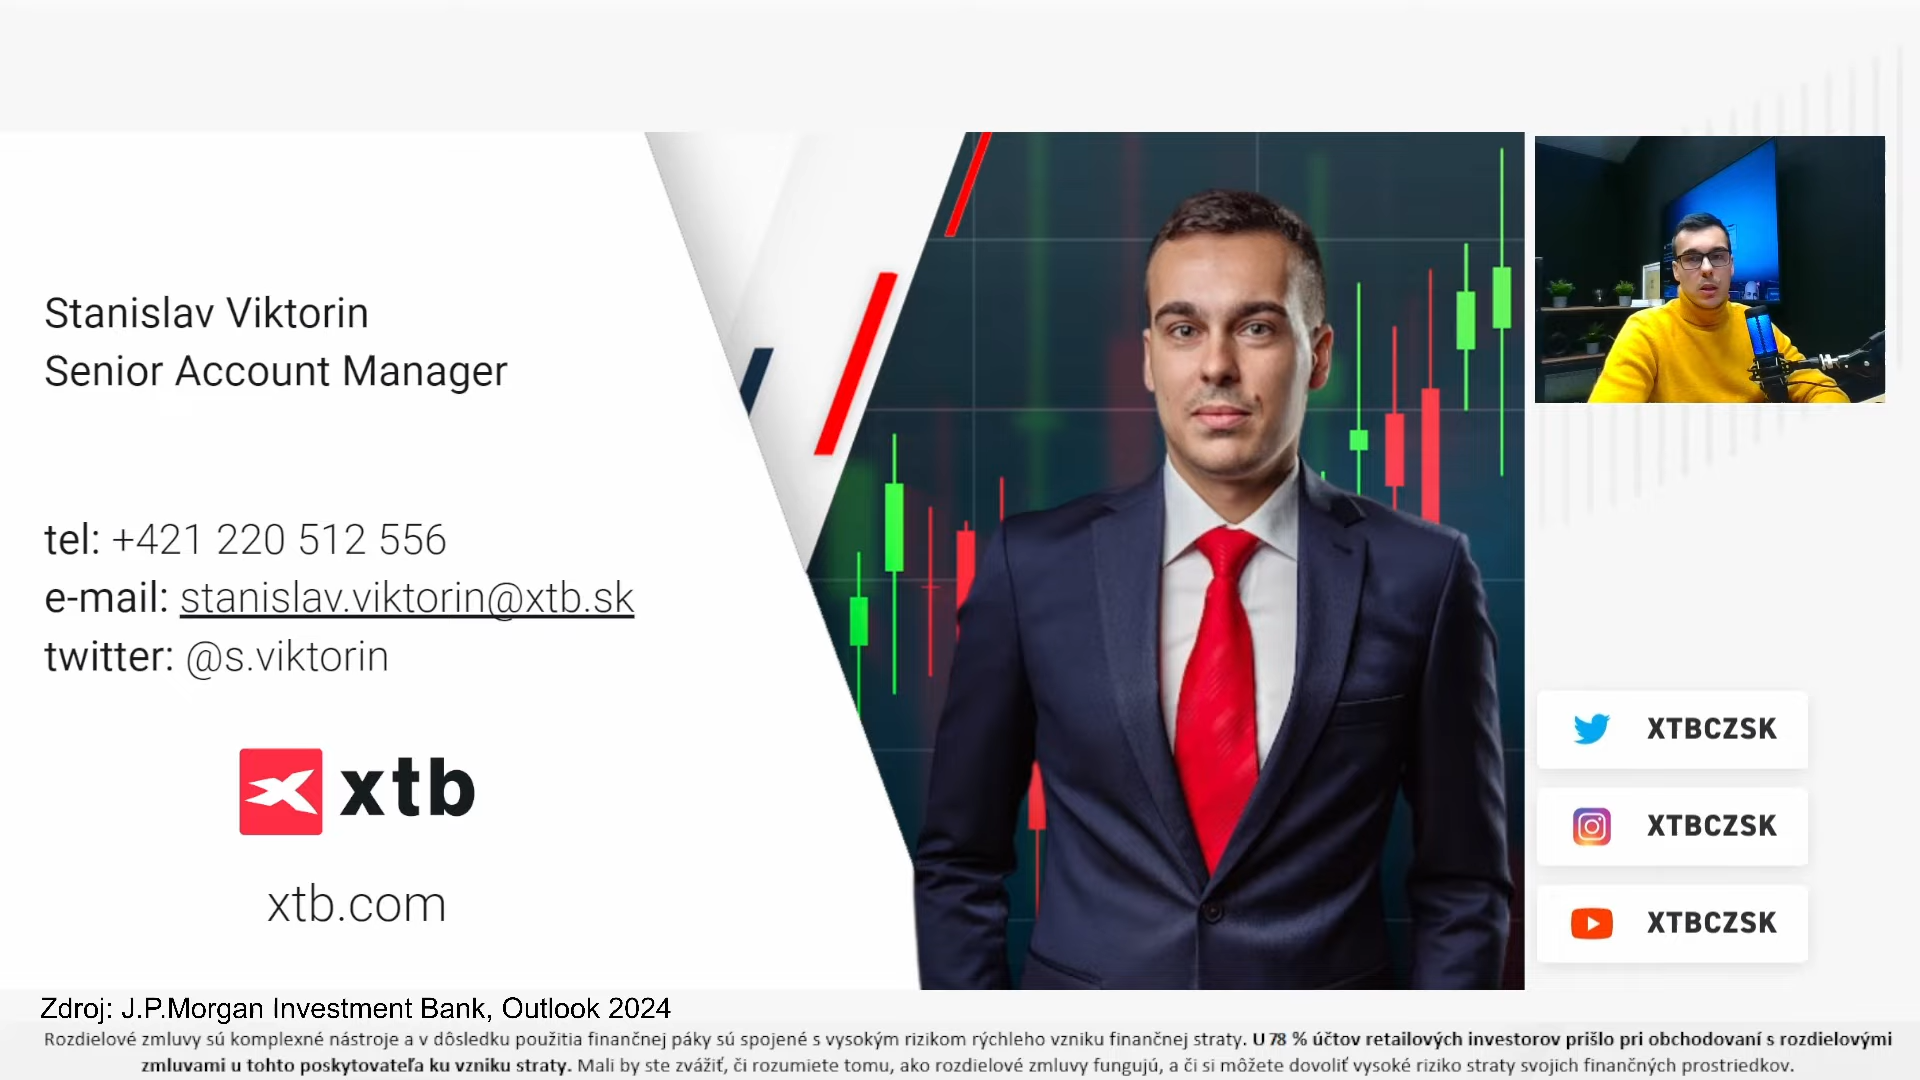 Stanislav Viktorin
Senior Account Manager
tel: +421 220 512 556
e-mail: stanislav.viktorin@xtb.sk
twitter: @s.viktorin
xtb
xtb.com
XTBCZSK
XTBCZSK
XTBCZSK
Zdroj: J.P.Morgan Investment Bank, Outlook 2024
Rozdielové zmluvy sú komplexné nástroje a v dôsledku použitia finančnej páky sú spojené s vysokým rizikom rýchleho vzniku finančnej straty. U 78 % účtov retailových investorov prišlo pri obchodovaní s rozdielovými
zmluvami u tohto poskytovateľa ku vzniku straty. Mali by ste zvážiť, či rozumiete tomu, ako rozdielové zmluvy fungujú, a či si môžete dovoliť vysoké riziko straty svojich finančných prostriedkov.